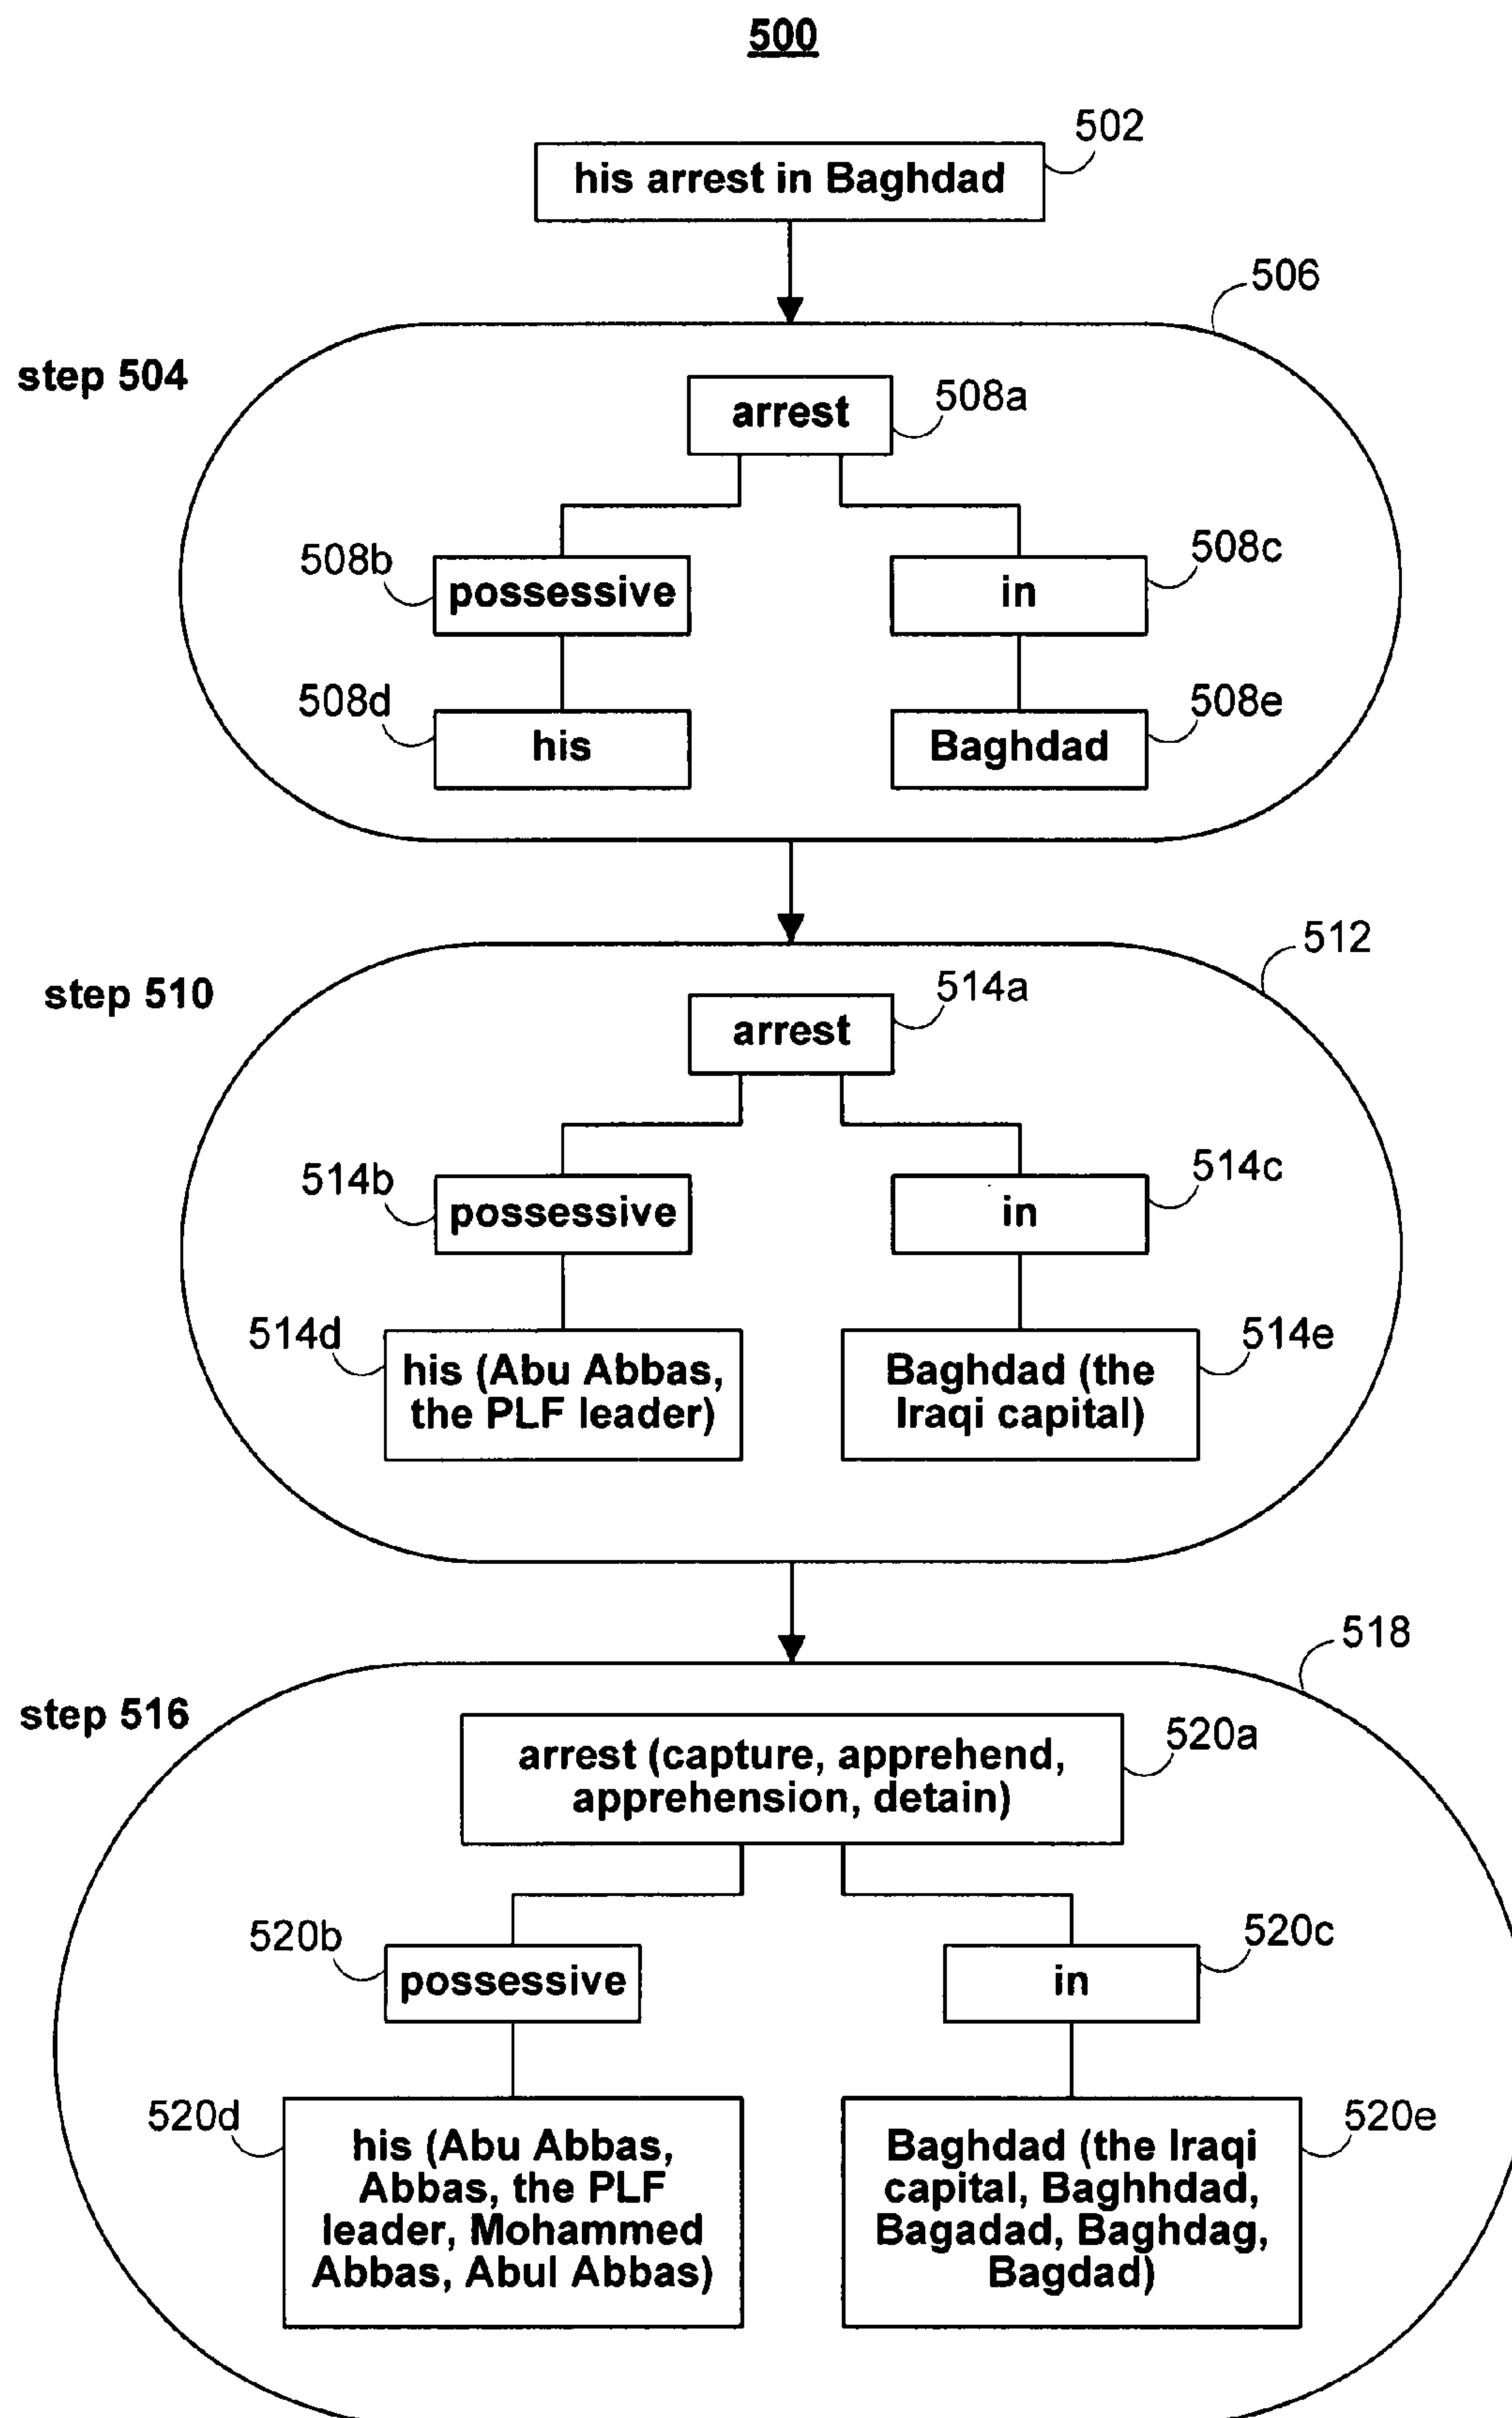 500
502
his arrest in Baghdad
506
step 504
arrest
508a
508b
possessive
in
508c
508d
his
Baghdad
508e
512
step 510
arrest
514a
514b
possessive
in
514c
514d
his (Abu Abbas,
the PLF leader)
Baghdad (the
Iraqi capital)
514e
518
step 516
arrest (capture, apprehend,
apprehension, detain)
520a
520b
possessive
in
520c
520d
his (Abu Abbas,
Abbas, the PLF
leader, Mohammed
Abbas, Abul Abbas)
Baghdad (the Iraqi
capital, Baghhdad,
Bagadad, Baghdag,
Bagdad)
520e